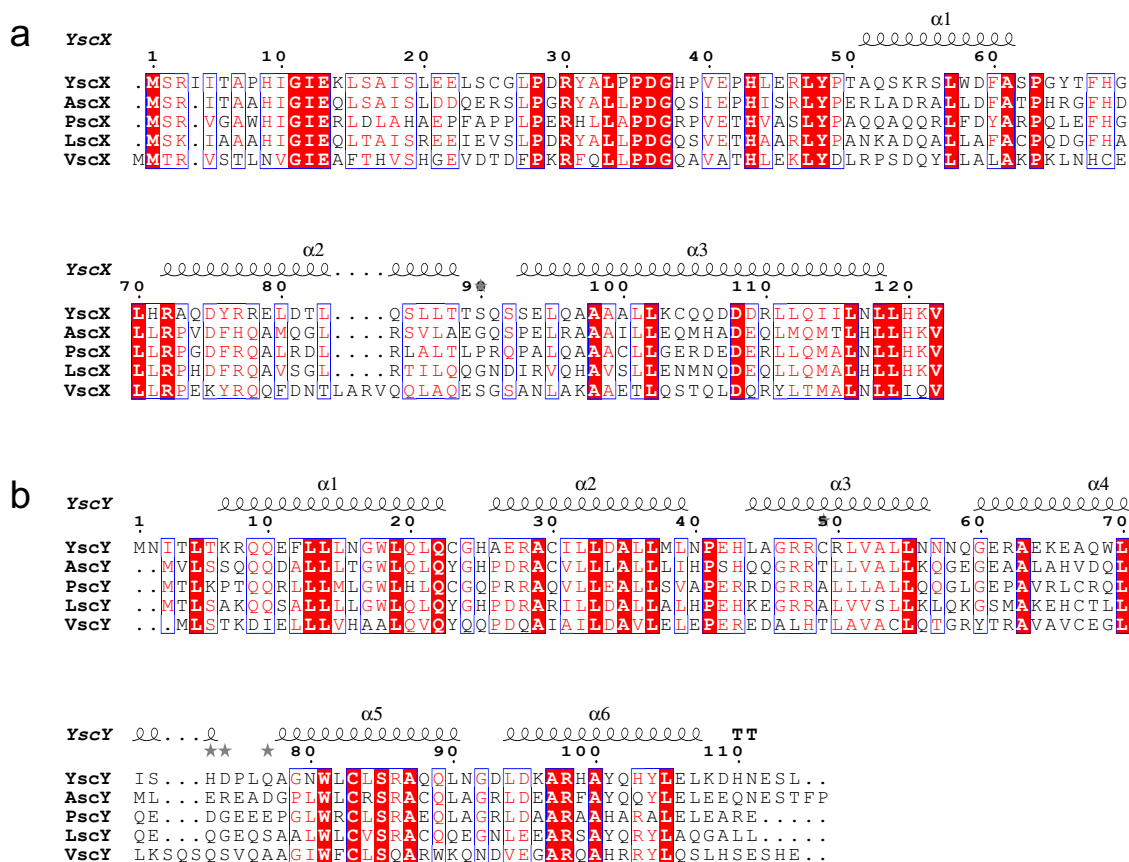 a
YscX α1
1 10 20 30 40 50 60
YscX .MSRIITAPHIGIEKLSAISLEELSCGLPDRYALPPDGHPVEPHLERLYPTAQSKRSLWDFASPGYTFHG
AscX .MSR.ITAAHIGIEQLSAISLDDQERSLPGRYALLPDGQSIEPHISRLYPERLADRALLDFATPHRGFHD
PscX .MSR.VGAWHIGIERLDLAHAEPFAPPLPERHLLAPDGRPVETHVASLYPAQQAQQRLFDYARPQLEFHG
LscX .MSK.IAAAHIGIEQLTAISREEIEVSLPDRYALLPDGQSVETHAARLYPANKADQALLAFACPQDGFHA
VscX MMTR.VSTLNVGIEAFTHVSHGEVDTDFPKRFQLLPDGQAVATHLEKLYDLRPSDQYLLALAKPKLNHCE
YscX α2 .... α3
70 80 90 100 110 120
YscX LHRAQDYRRELDTL....QSLLTTSQSSELQAAAALLKCQQDDDRLLQIILNLLHKV
AscX LLRPVDFHQAMQGL....RSVLAEGQSPELRAAAAILEQMHADEQLMQMTLHLLHKV
PscX LLRPGDFRQALRDL....RLALTLPRQPALQAAACLLGERDEDERLLQMALNLLHKV
LscX LLRPHDFRQAVSGL....RTILQQGNDIRVQHAVSLLENMNQDEQLLQMALHLLHKV
VscX LLRPEKYRQQFDNTLARVQQLAQESGSANLAKAAETLQSTQLDQRYLTMALNLLIQV
b
YscY α1 α2 α3 α4
1 10 20 30 40 50 60 70
YscY MNITLTKRQQEFLLLNGWLQLQCGHAERACILLDALLMLNPEHLAGRRCRLVALLNNNQGERAEKEAQWL
AscY ..MVLSSQQQDALLLTGWLQLQYGHPDRACVLLLALLLIHPSHQQGRRTLLVALLKQGEGEAALAHVDQL
PscY ..MTLKPTQQRLLLMLGWLHLQCGQPRRAQVLLEALLSVAPERRDGRRALLLALLQQGLGEPAVRLCRQL
LscY ..MTLSAKQQSALLLLGWLQLQYGHPDRARILLDALLALHPEHKEGRRALVVSLLKLQKGSMAKEHCTLL
VscY ...MLSTKDIELLLVHAALQVQYQQPDQAIAILDAVLELEPEREDALHTLAVACLQTGRYTRAVAVCEGL
YscY .... α5 α6 TT
80 90 100 110
YscY IS...HDPLQAGNWLCLSRAQQLNGDLDKARHAYQHYLELKDHNESL..
AscY ML...EREADGPLWLCRSRACQLAGRLDEARFAYQQYLELEEQNESTFP
PscY QE...DGEEEPGLWRCLSRAEQLAGRLDAARAAHARALELEARE.....
LscY QE...QGEQSAALWLCVSRACQQEGNLEEARSAYQRYLAQGALL.....
VscY LKSQSQSVQAAGIWFCLSQARWKQNDVEGARQAHRRYLQSLHSESHE..